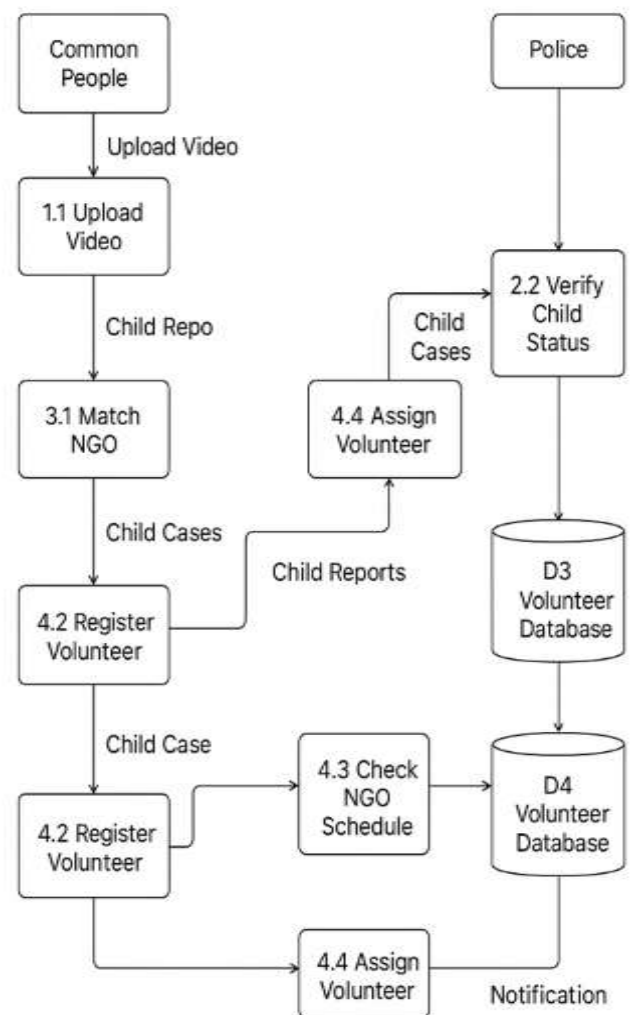 Common
People
Police
Upload Video
1.1 Upload
Video
2.2 Verify
Child
Status
Child Repo
Child
Cases
3.1 Match
NGO
4.4 Assign
Volunteer
Child Cases
Child Reports
D3
Volunteer
Database
4.2 Register
Volunteer
Child Case
4.3 Check
NGO
Schedule
D4
Volunteer
Database
4.2 Register
Volunteer
4.4 Assign
Volunteer
Notification